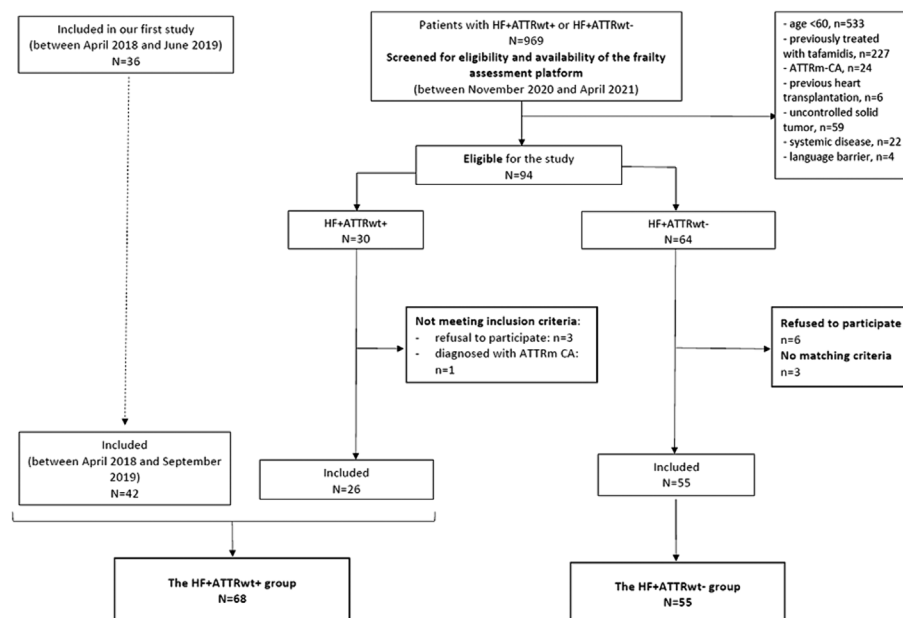 Included in our first study
(between April 2018 and June 2019)
N=36
Patients with HF+ATTRwt+ or HF+ATTRwt-
N=969
Screened for eligibility and availability of the frailty
assessment platform
(between November 2020 and April 2021)
- age <60, n=533
- previously treated
with tafamidis, n=227
- ATTRm-CA, n=24
- previous heart
transplantation, n=6
- uncontrolled solid
tumor, n=59
- systemic disease, n=22
- language barrier, n=4
Eligible for the study
N=94
HF+ATTRwt+
N=30
HF+ATTRwt-
N=64
Not meeting inclusion criteria:
- refusal to participate: n=3
- diagnosed with ATTRm CA:
n=1
Refused to participate
n=6
No matching criteria
n=3
Included
(between April 2018 and September
2019)
N=42
Included
N=26
Included
N=55
The HF+ATTRwt+ group
N=68
The HF+ATTRwt- group
N=55